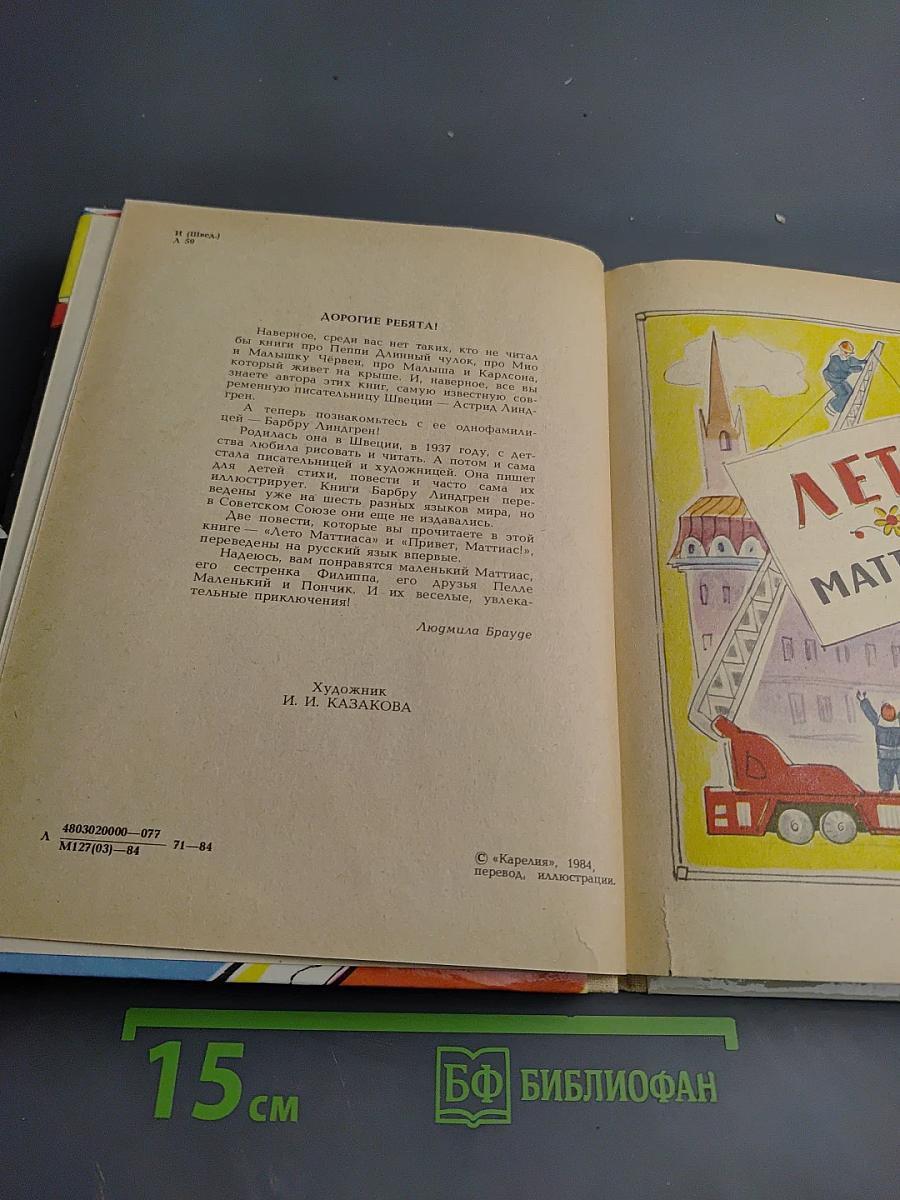 И (Швед.)
Л 59
ДОРОГИЕ РЕБЯТА!
Наверное, среди вас нет таких, кто не читал
бы книги про Пеппи Длинный чулок, про Мио
и Малышку Чёрвен, про Малыша и Карлсона,
который живет на крыше. И, наверное, все вы
знаете автора этих книг, самую известную сов-
ременную писательницу Швеции — Астрид Линд-
грен.
А теперь познакомьтесь с ее однофамили-
цей — Барбру Линдгрен!
Родилась она в Швеции, в 1937 году, с дет-
ства любила рисовать и читать. А потом и сама
стала писательницей и художницей. Она пишет
для детей стихи, повести и часто сама их
иллюстрирует. Книги Барбру Линдгрен пере-
ведены уже на шесть разных языков мира, но
в Советском Союзе они еще не издавались.
Две повести, которые вы прочитаете в этой
книге — «Лето Маттиаса» и «Привет, Маттиас!»,
переведены на русский язык впервые.
Надеюсь, вам понравятся маленький Маттиас,
его сестренка Филиппа, его друзья Пелле
Маленький и Пончик. И их веселые, увлека-
тельные приключения!
Людмила Брауде
Художник
И. И. КАЗАКОВА
Л 4803020000—077
М127(03)—84 71—84
© «Карелия», 1984,
перевод, иллюстрации.
ЛЕТ
МАТТ
15 см
БФ БИБЛИОФАН